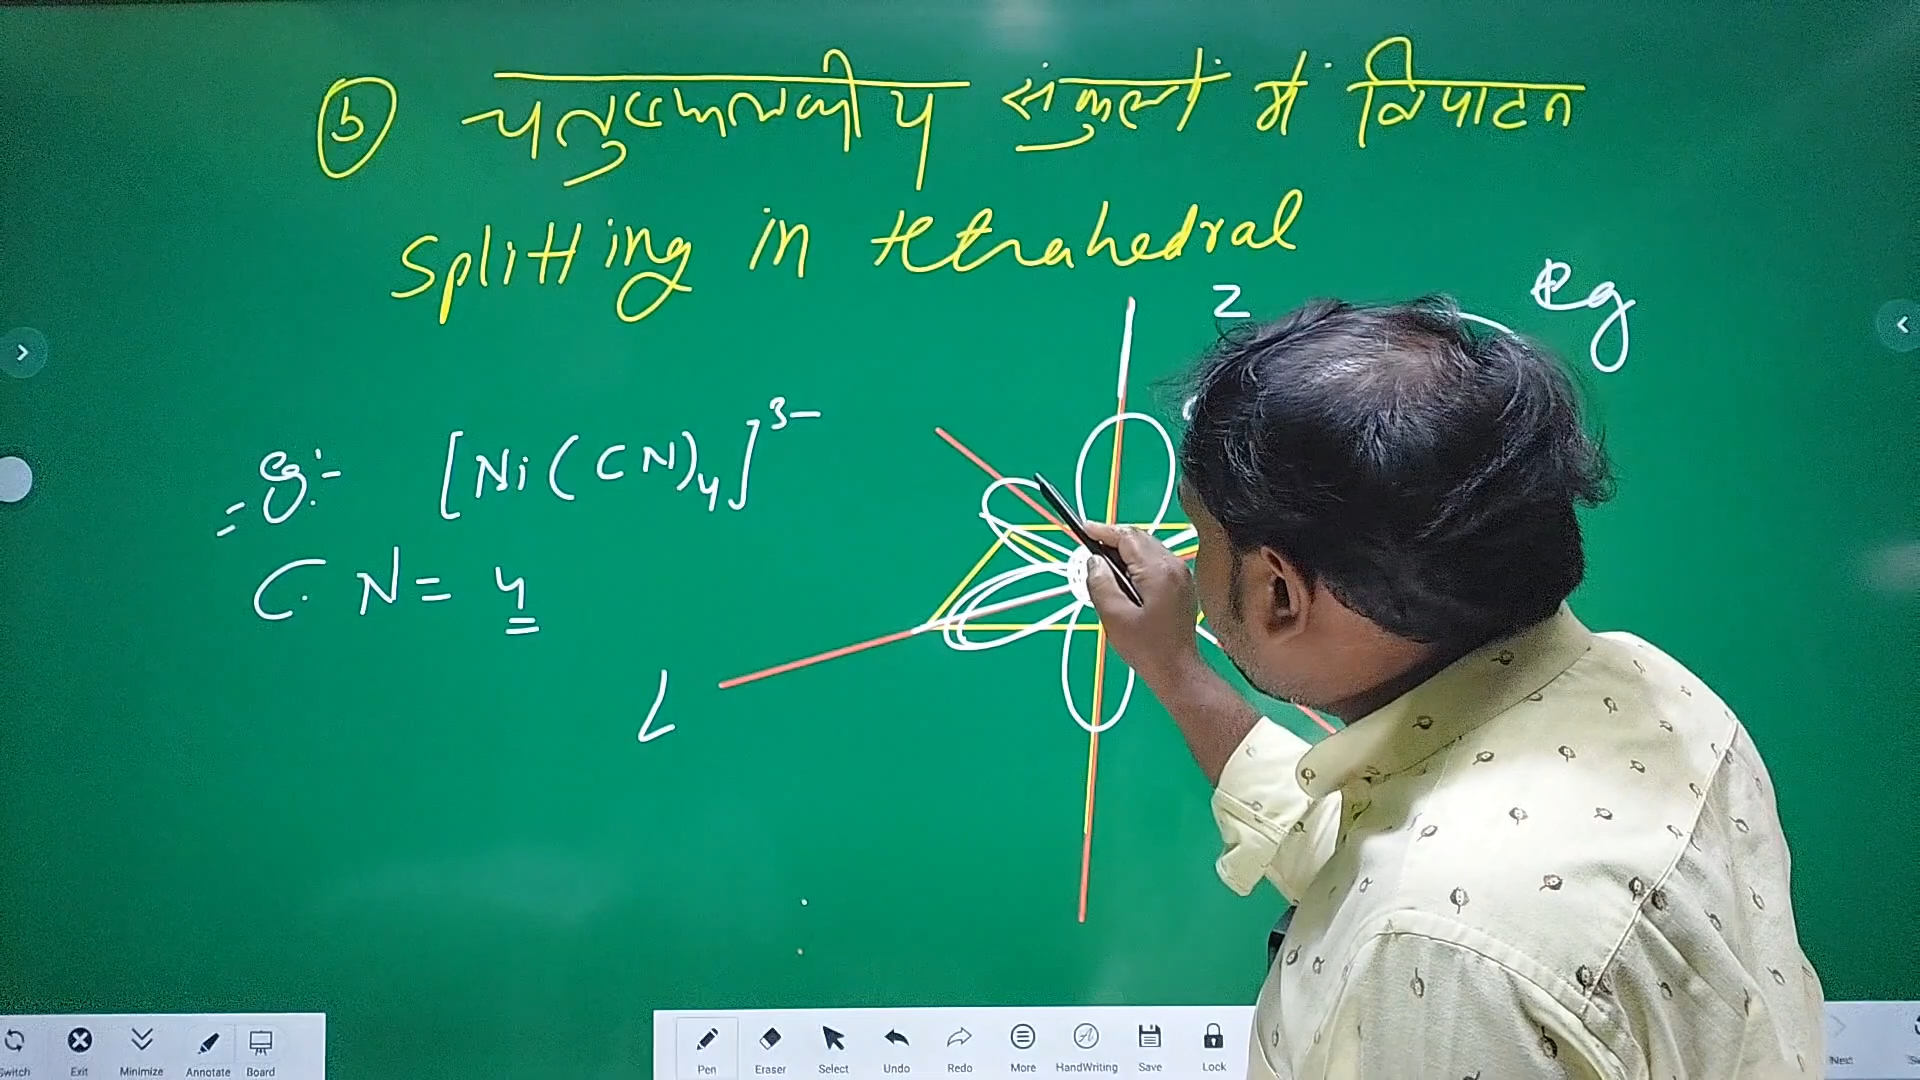 (b) चतुष्फलकीय संकुलों में विपाटन
Splitting in tetrahedral
Z
eg
eg:- [Ni(CN)4]3-
C. N = 4
L
Switch Exit Minimize Annotate Board
Pen Eraser Select Undo Redo More HandWriting Save Lock
Next